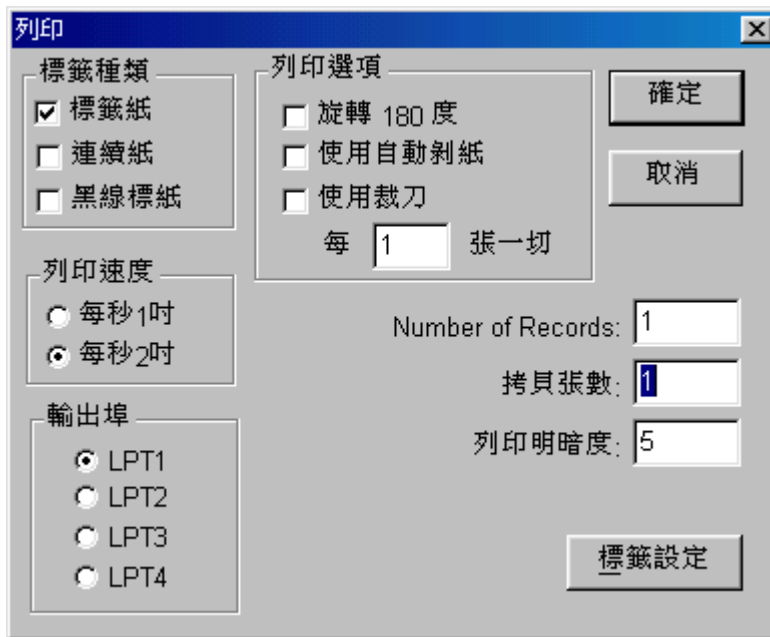 列印
標籤種類
標籤紙
連續紙
黑線標紙
列印選項
旋轉 180 度
使用自動剝紙
使用裁刀
每 1 張一切
確定
取消
列印速度
每秒1吋
每秒2吋
Number of Records: 1
拷貝張數: 1
列印明暗度: 5
輸出埠
LPT1
LPT2
LPT3
LPT4
標籤設定